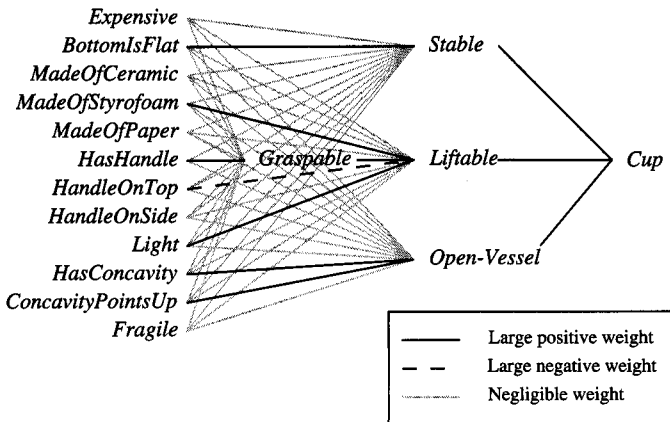 Expensive
BottomIsFlat
MadeOfCeramic
MadeOfStyrofoam
MadeOfPaper
HasHandle
HandleOnTop
HandleOnSide
Light
HasConcavity
ConcavityPointsUp
Fragile
Graspable
Stable
Liftable
Open-Vessel
Cup
Large positive weight
Large negative weight
Negligible weight